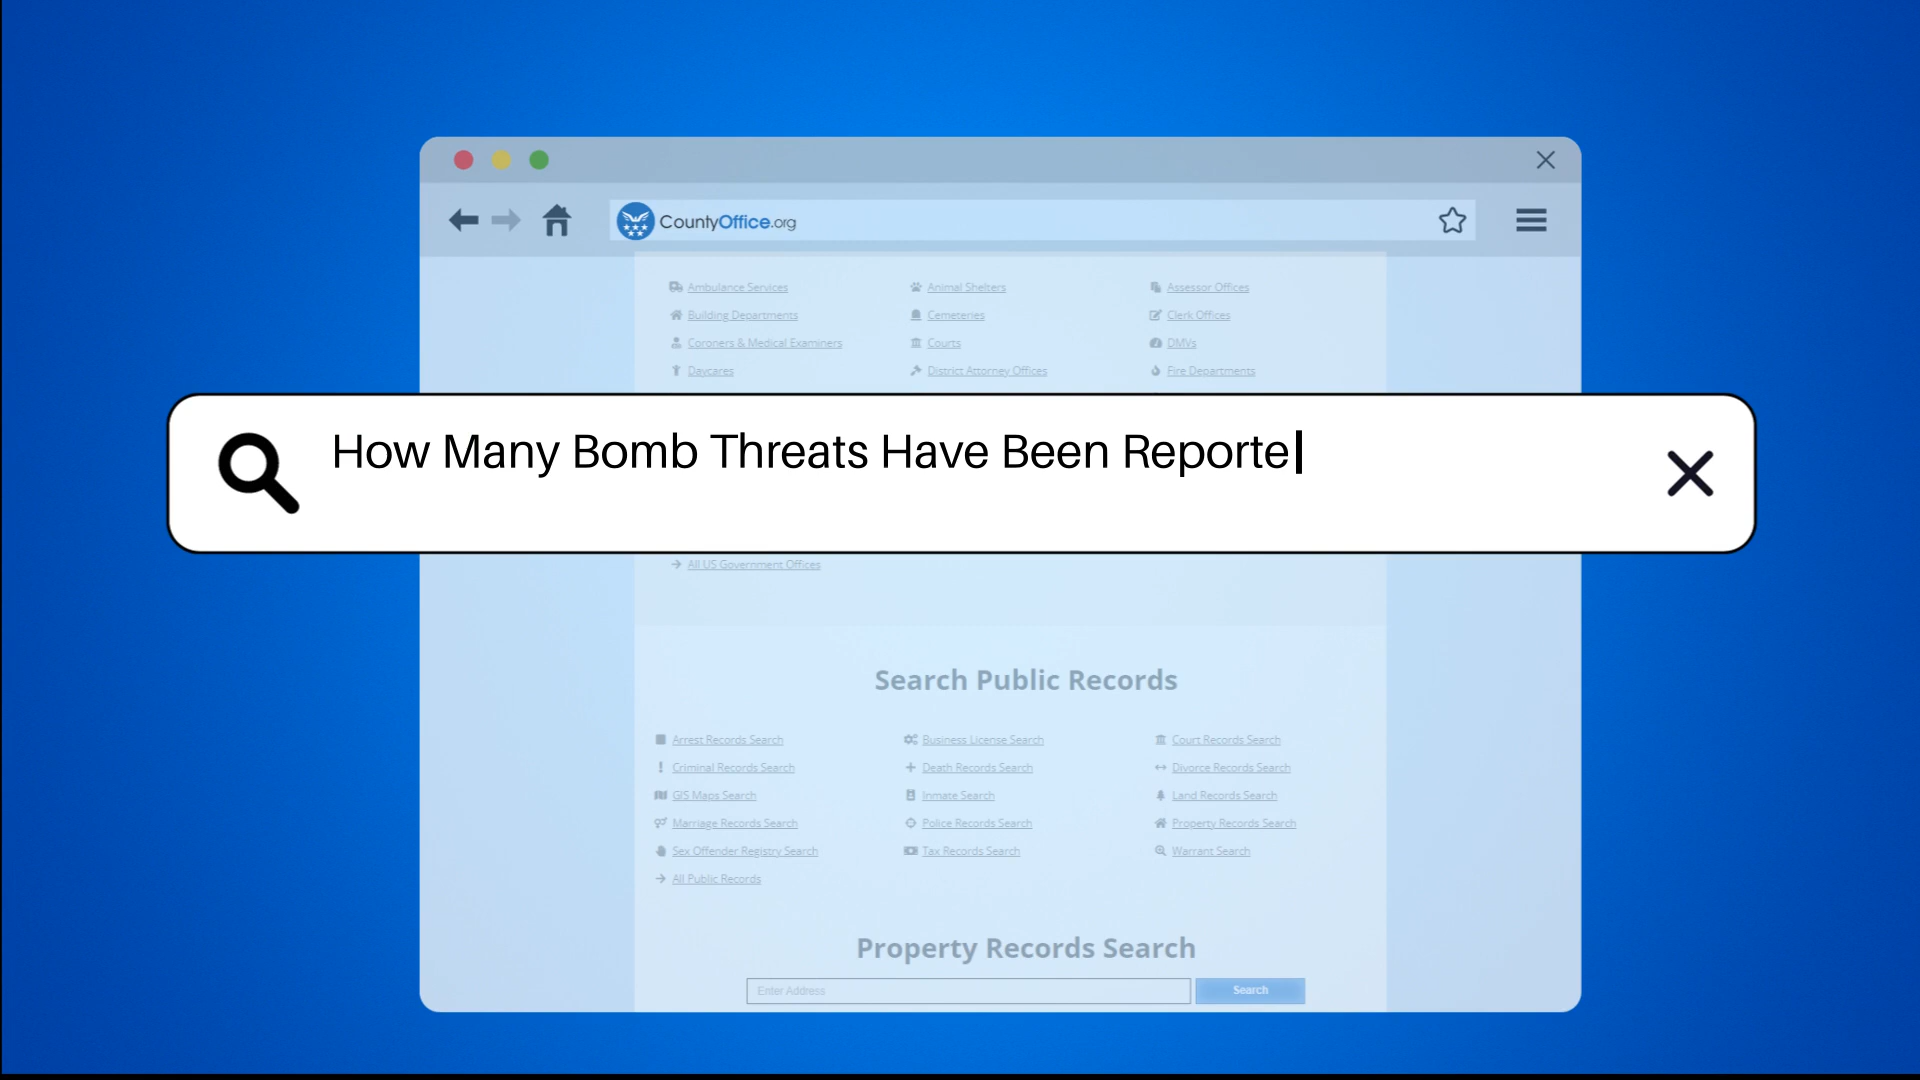 CountyOffice.org
Ambulance Services Animal Shelters Assessor Offices
Building Departments Cemeteries Clerk Offices
Coroners & Medical Examiners Courts DMVs
Daycares District Attorney Offices Fire Departments
How Many Bomb Threats Have Been Reporte
All US Government Offices
Search Public Records
Arrest Records Search Business License Search Court Records Search
Criminal Records Search Death Records Search Divorce Records Search
GIS Maps Search Inmate Search Land Records Search
Marriage Records Search Police Records Search Property Records Search
Sex Offender Registry Search Tax Records Search Warrant Search
All Public Records
Property Records Search
Enter Address Search